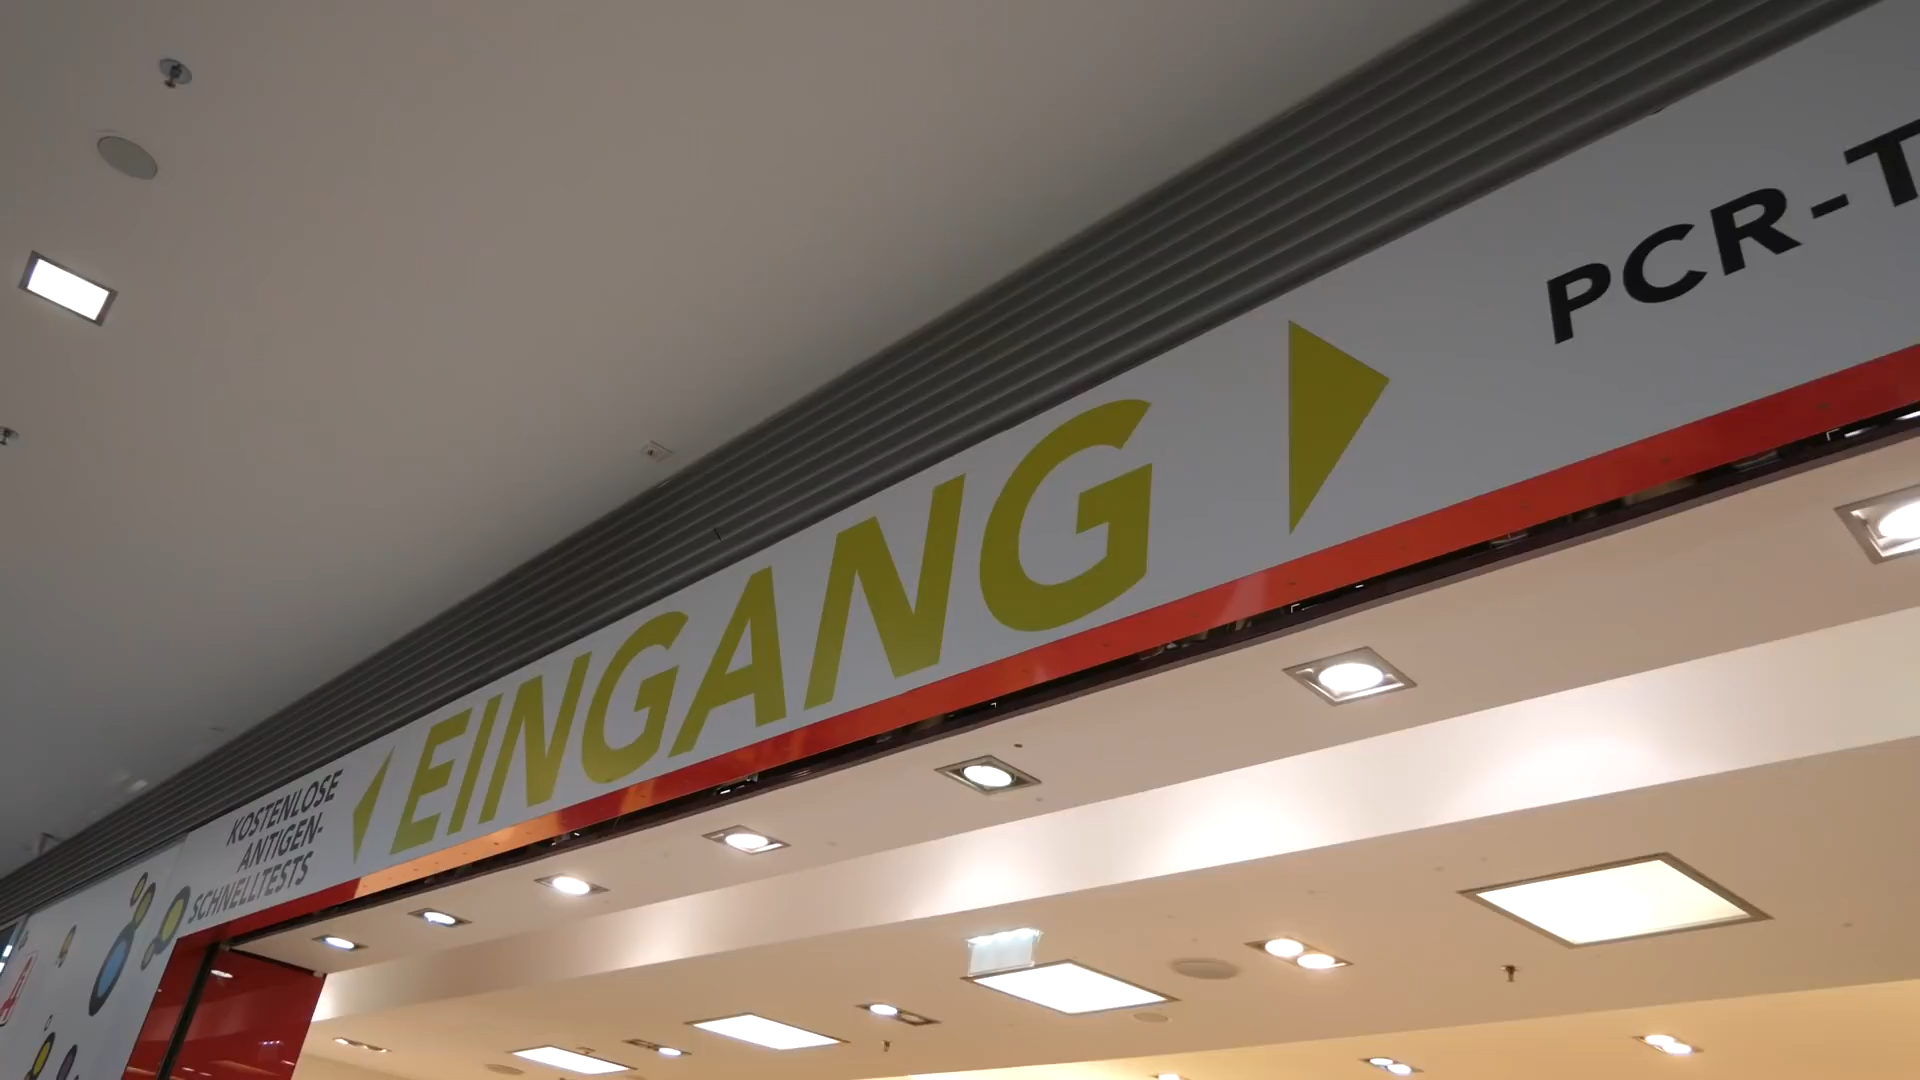 KOSTENLOSE
ANTIGEN-
SCHNELLTESTS
EINGANG
PCR-T